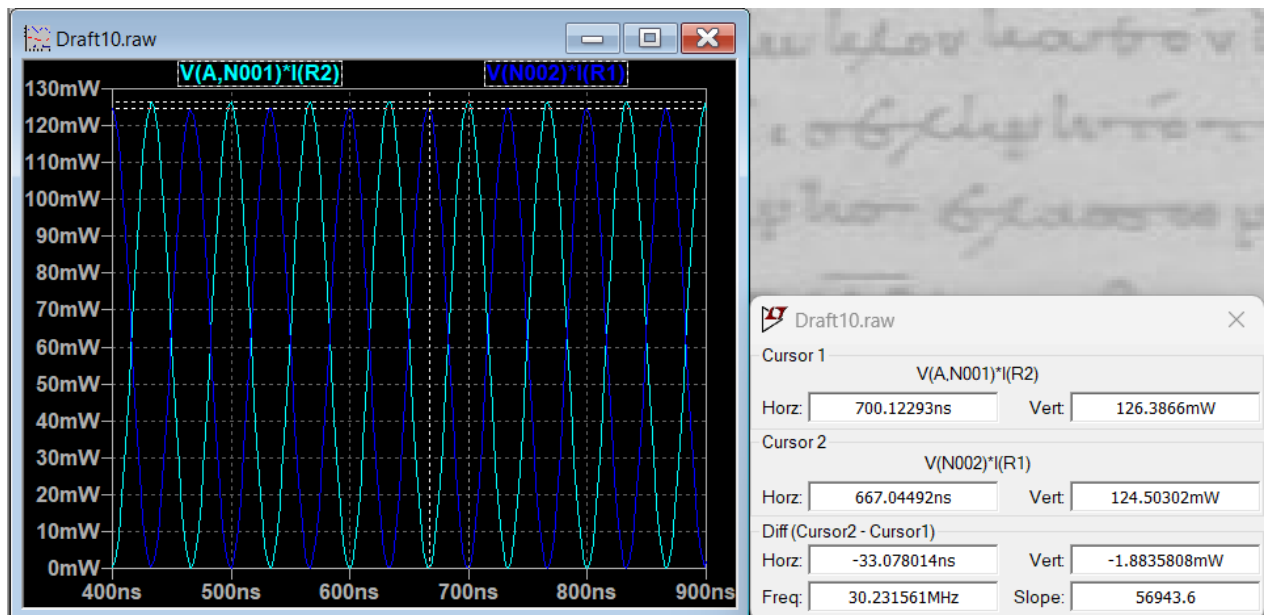 Draft10.raw
V(A,N001)*I(R2) V(N002)*I(R1)
130mW
120mW
110mW
100mW
90mW
80mW
70mW
60mW
50mW
40mW
30mW
20mW
10mW
0mW
400ns 500ns 600ns 700ns 800ns 900ns
Draft10.raw
Cursor 1
V(A,N001)*I(R2)
Horz: 700.12293ns Vert: 126.3866mW
Cursor 2
V(N002)*I(R1)
Horz: 667.04492ns Vert: 124.50302mW
Diff (Cursor2 - Cursor1)
Horz: -33.078014ns Vert: -1.8835808mW
Freq: 30.231561MHz Slope: 56943.6